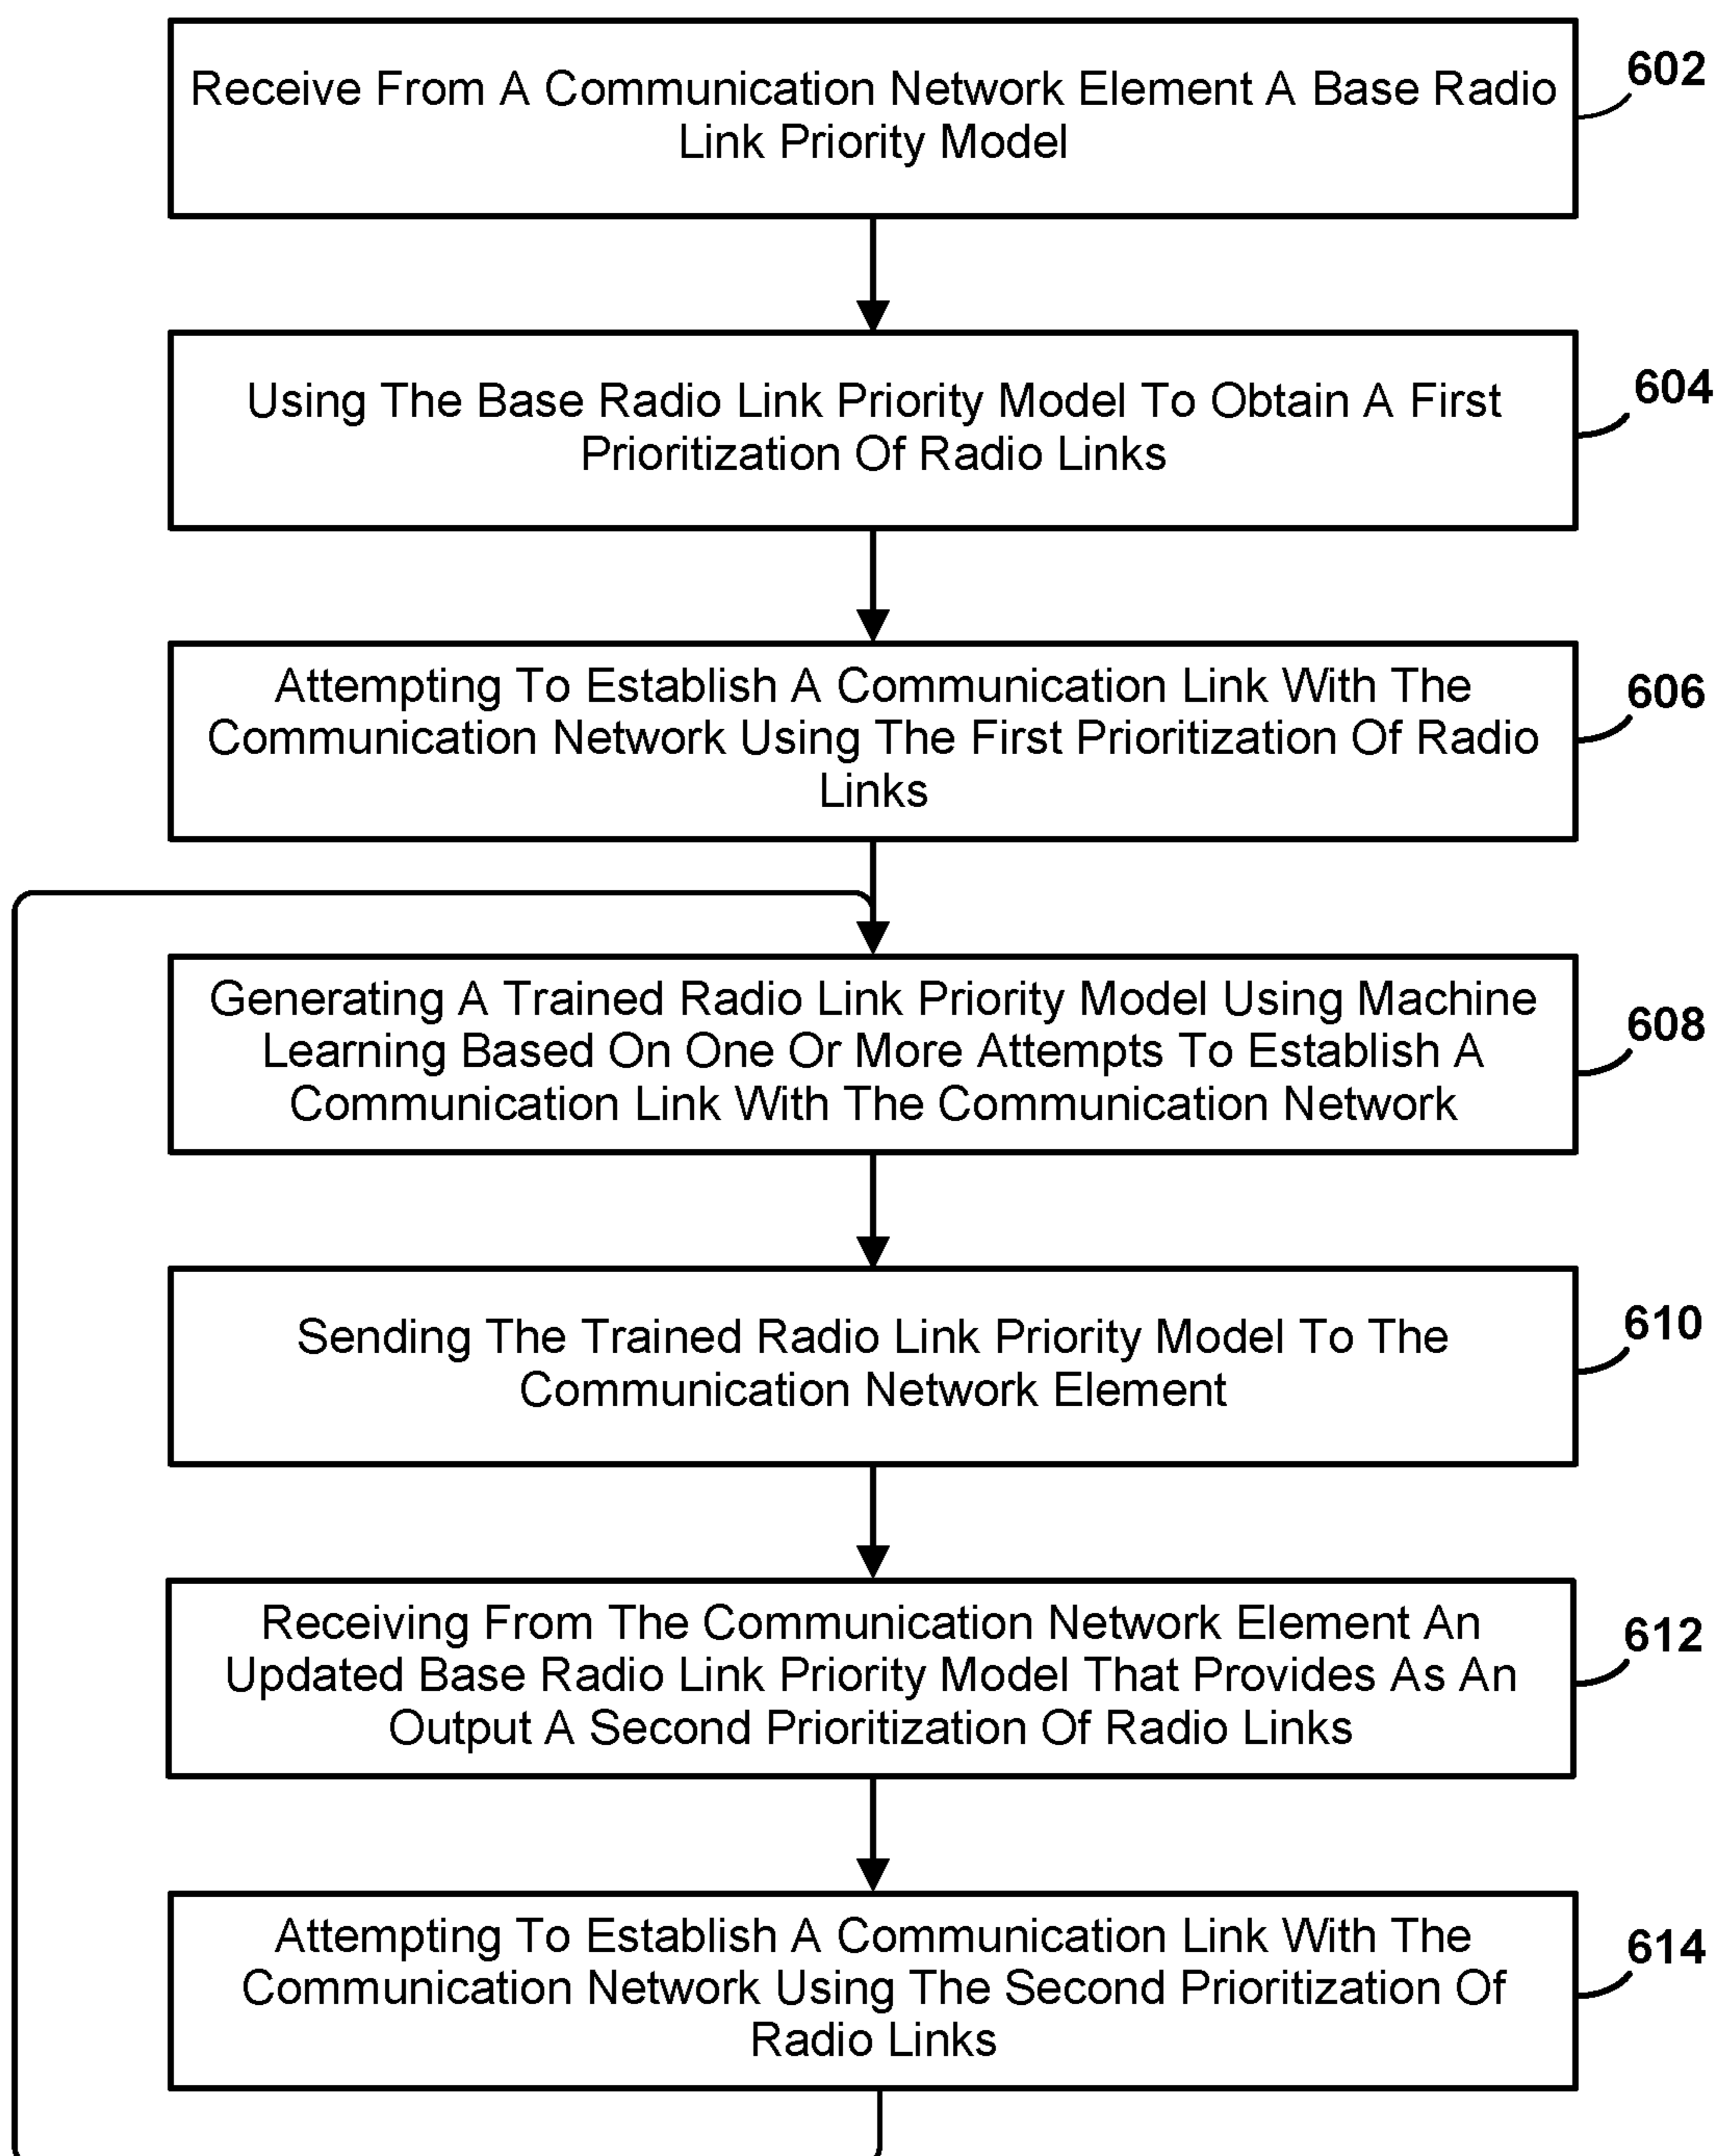 Receive From A Communication Network Element A Base Radio
Link Priority Model
602
Using The Base Radio Link Priority Model To Obtain A First
Prioritization Of Radio Links
604
Attempting To Establish A Communication Link With The
Communication Network Using The First Prioritization Of Radio
Links
606
Generating A Trained Radio Link Priority Model Using Machine
Learning Based On One Or More Attempts To Establish A
Communication Link With The Communication Network
608
Sending The Trained Radio Link Priority Model To The
Communication Network Element
610
Receiving From The Communication Network Element An
Updated Base Radio Link Priority Model That Provides As An
Output A Second Prioritization Of Radio Links
612
Attempting To Establish A Communication Link With The
Communication Network Using The Second Prioritization Of
Radio Links
614